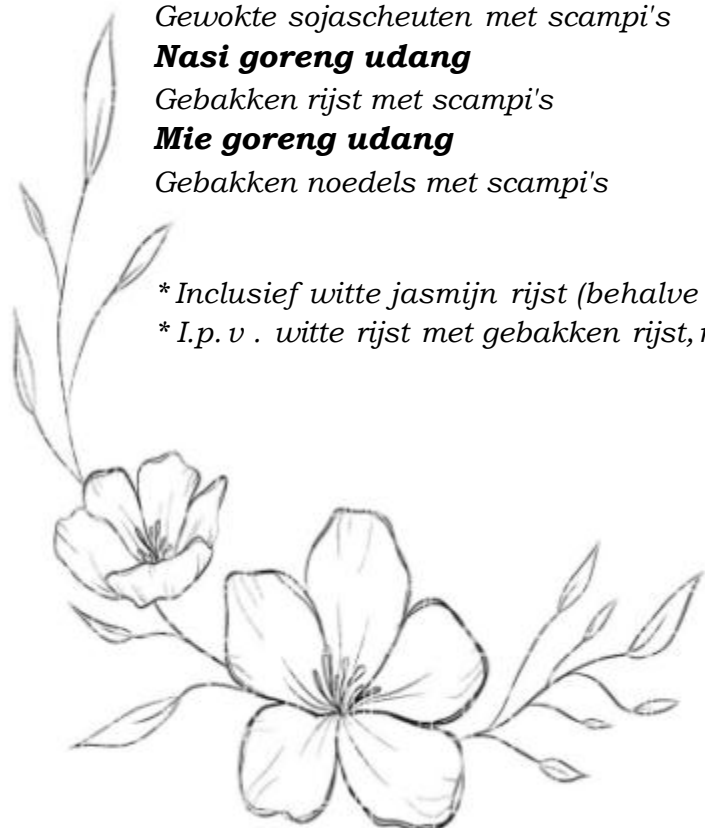 Gewokte sojascheuten met scampi's
Nasi goreng udang
Gebakken rijst met scampi's
Mie goreng udang
Gebakken noedels met scampi's
* Inclusief witte jasmijn rijst (behalve
* I.p. v . witte rijst met gebakken rijst,